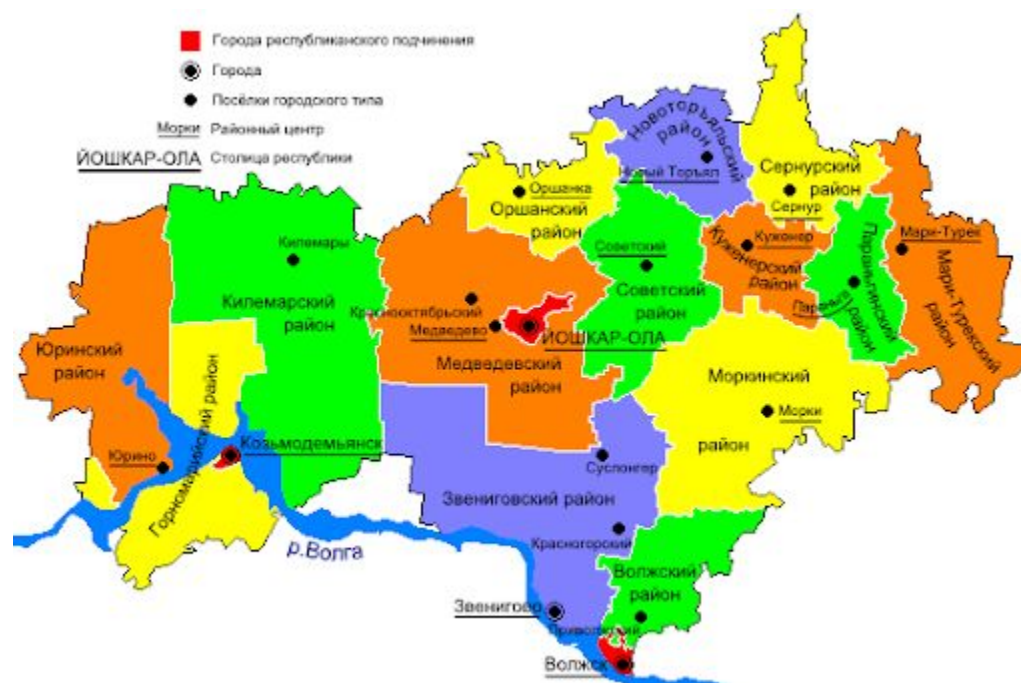 Города республиканского подчинения
Города
Посёлки городского типа
Морки Районный центр
ЙОШКАР-ОЛА Столица республики
Новоторъяльский
район
Новый Торъял
Сернурский
район
Сернур
Оршанка
Оршанский
район
Килемары
Килемарский
район
Советский
Советский
район
Куженер
Куженерский
район
Параньга
Параньгинский
район
Мари-Турек
Мари-Турекский
район
Краснооктябрьский
Медведево
ЙОШКАР-ОЛА
Медведевский
район
Юринский
район
Юрино
Горномарийский район
Козьмодемьянск
Моркинский
район
Морки
Суслонгер
Звениговский район
Красногорский
р.Волга
Волжский
район
Звенигово
Приволжский
Волжск